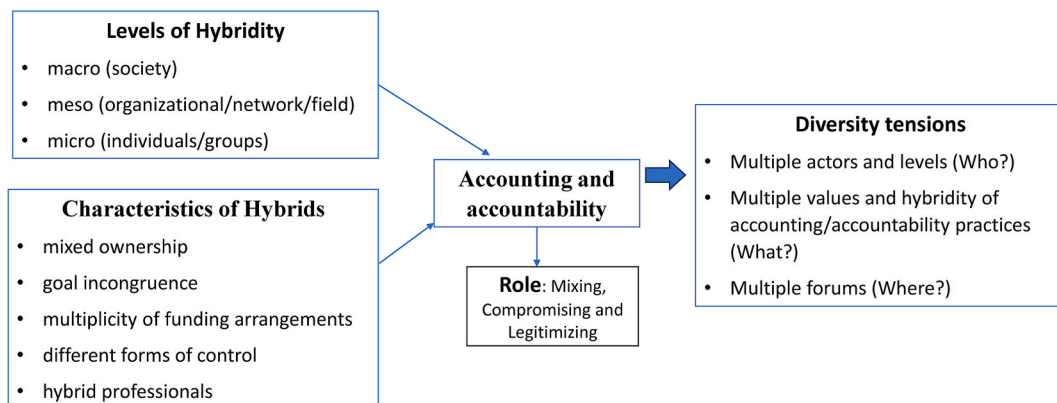 Levels of Hybridity
• macro (society)
• meso (organizational/network/field)
• micro (individuals/groups)
Characteristics of Hybrids
• mixed ownership
• goal incongruence
• multiplicity of funding arrangements
• different forms of control
• hybrid professionals
Accounting and
accountability
Role: Mixing,
Compromising and
Legitimizing
Diversity tensions
• Multiple actors and levels (Who?)
• Multiple values and hybridity of
accounting/accountability practices
(What?)
• Multiple forums (Where?)